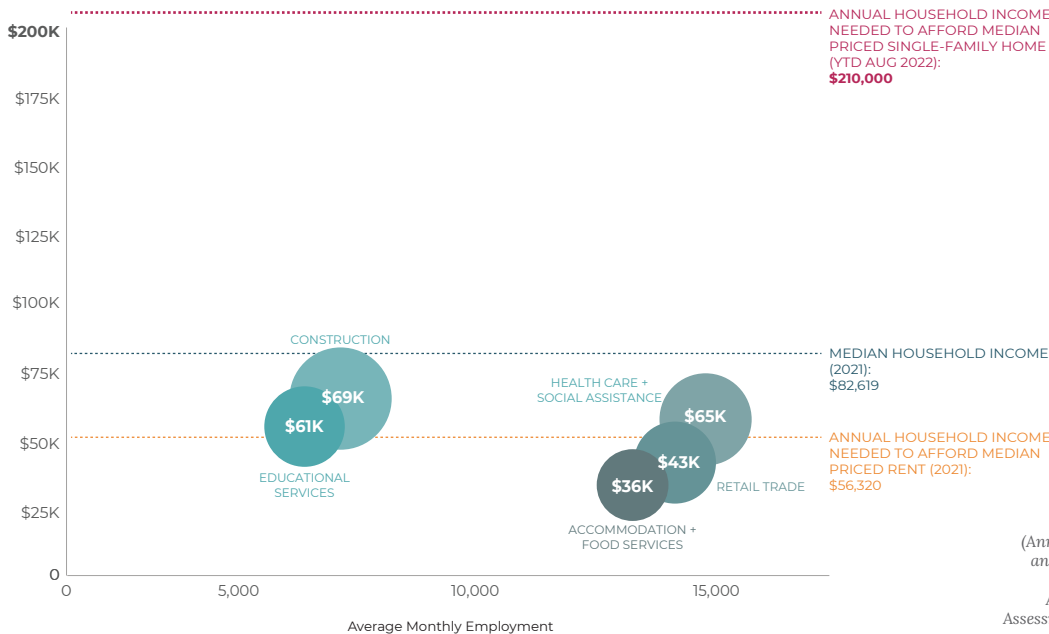 ANNUAL HOUSEHOLD INCOME
NEEDED TO AFFORD MEDIAN
PRICED SINGLE-FAMILY HOME
(YTD AUG 2022):
$210,000
$200K
$175K
$150K
$125K
$100K
$75K
$50K
$25K
0
CONSTRUCTION
$69K
$61K
EDUCATIONAL
SERVICES
HEALTH CARE +
SOCIAL ASSISTANCE
$65K
$43K
$36K
RETAIL TRADE
ACCOMMODATION +
FOOD SERVICES
MEDIAN HOUSEHOLD INCOME
(2021):
$82,619
ANNUAL HOUSEHOLD INCOME
NEEDED TO AFFORD MEDIAN
PRICED RENT (2021):
$56,320
0
5,000
10,000
15,000
Average Monthly Employment